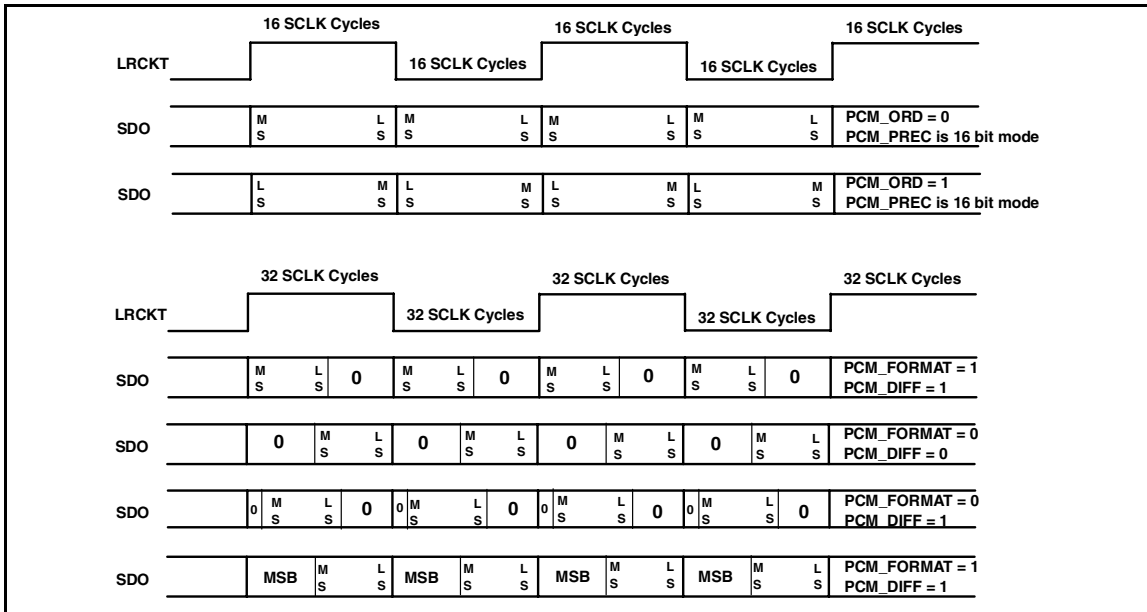 16 SCLK Cycles 16 SCLK Cycles 16 SCLK Cycles
LRCKT 16 SCLK Cycles 16 SCLK Cycles
SDO M L M L M L M L PCM_ORD = 0
S S S S S S S S PCM_PREC is 16 bit mode
SDO L M L M L M L M PCM_ORD = 1
S S S S S S S S PCM_PREC is 16 bit mode
32 SCLK Cycles 32 SCLK Cycles 32 SCLK Cycles
LRCKT 32 SCLK Cycles 32 SCLK Cycles
SDO M L 0 M L 0 M L 0 M L 0 PCM_FORMAT = 1
S S S S S S S S PCM_DIFF = 1
SDO 0 M L 0 M L 0 M L 0 M L PCM_FORMAT = 0
S S S S S S S S PCM_DIFF = 0
SDO 0 M L 0 0 M L 0 0 M L 0 0 M L 0 PCM_FORMAT = 0
S S S S S S S S PCM_DIFF = 1
SDO MSB M L MSB M L MSB M L MSB M L PCM_FORMAT = 1
S S S S S S S S PCM_DIFF = 1